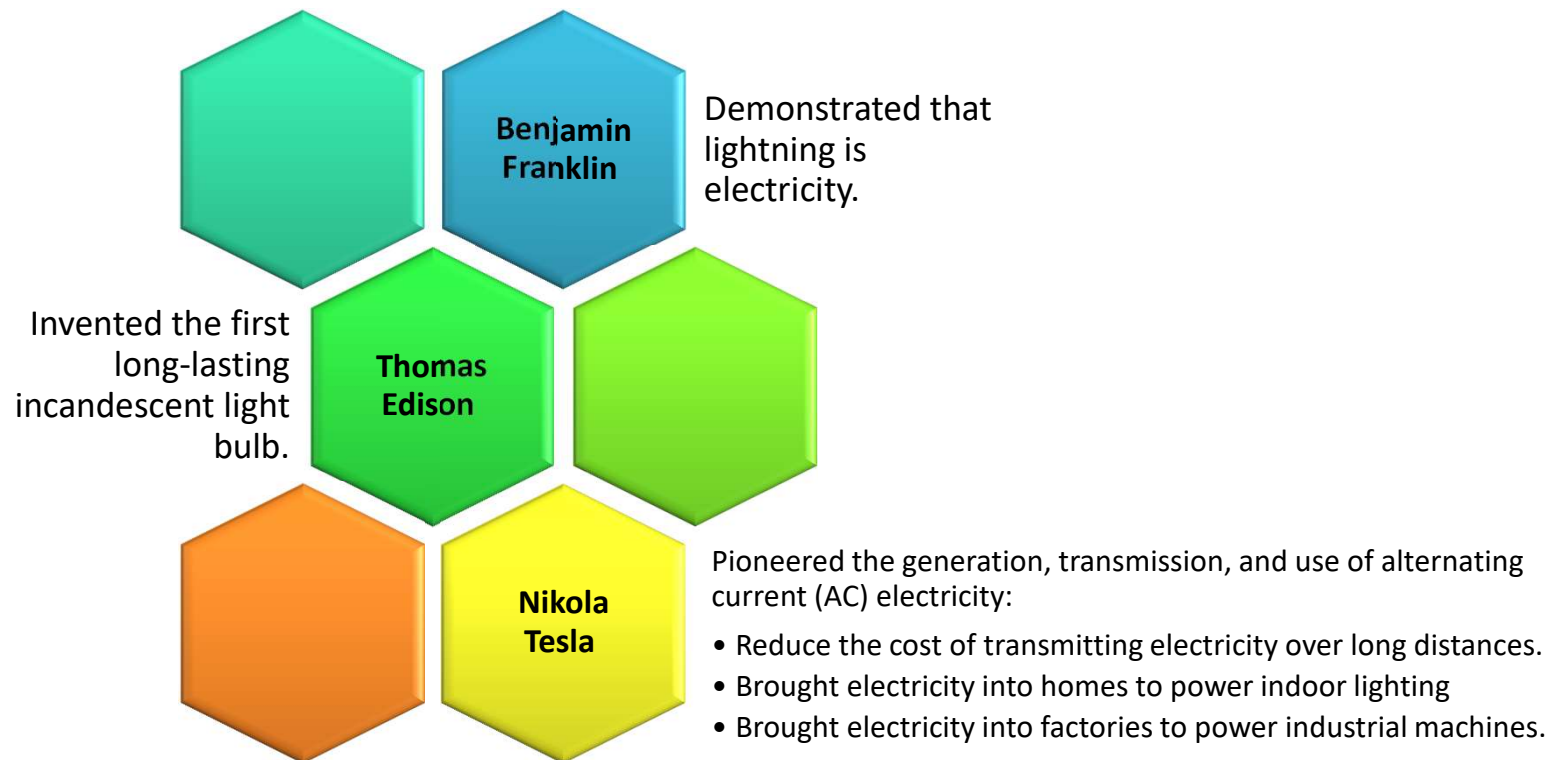 Benjamin
Franklin
Demonstrated that
lightning is
electricity.
Invented the first
long-lasting
incandescent light
bulb.
Thomas
Edison
Nikola
Tesla
Pioneered the generation, transmission, and use of alternating
current (AC) electricity:
• Reduce the cost of transmitting electricity over long distances.
• Brought electricity into homes to power indoor lighting
• Brought electricity into factories to power industrial machines.